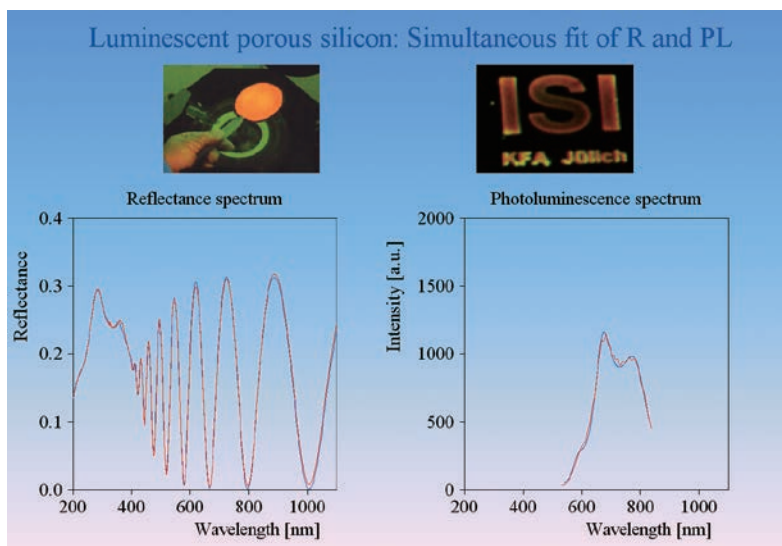 Luminescent porous silicon: Simultaneous fit of R and PL
ISI
KFA Jülich
Reflectance spectrum
0.4
0.3
0.2
0.1
0.0
Reflectance
200 400 600 800 1000
Wavelength [nm]
Photoluminescence spectrum
2000
1500
1000
500
0
Intensity [a.u.]
200 400 600 800 1000
Wavelength [nm]